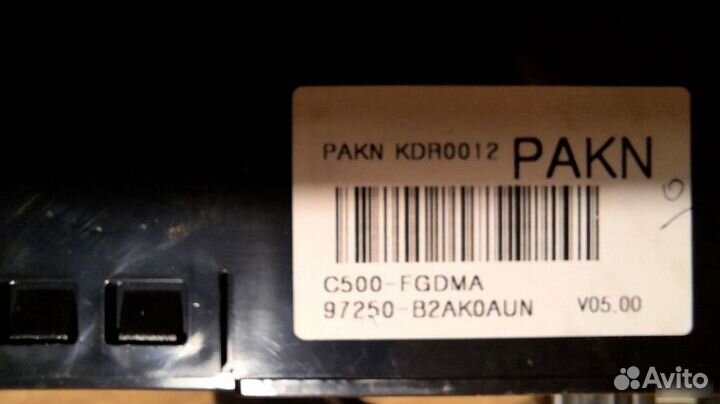 PAKN KDR0012 PAKN
C500-FGDMA
97250-B2AK0AUN V05.00
Avito